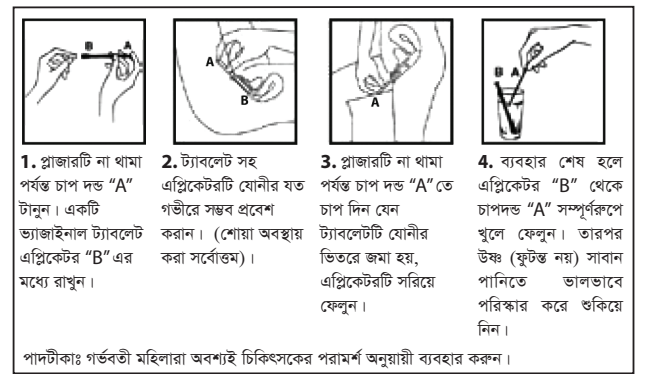 B A
A
B
A
B A
1. প্লাজারটি না থামা
পর্যন্ত চাপ দন্ড "A"
টানুন। একটি
ভ্যাজাইনাল ট্যাবলেট
এপ্লিকেটর "B" এর
মধ্যে রাখুন।
2. ট্যাবলেট সহ
এপ্লিকেটরটি যোনীর যত
গভীরে সম্ভব প্রবেশ
করান। (শোয়া অবস্থায়
করা সর্বোত্তম)।
3. প্লাজারটি না থামা
পর্যন্ত চাপ দন্ড "A" তে
চাপ দিন যেন
ট্যাবলেটটি যোনীর
ভিতরে জমা হয়,
এপ্লিকেটরটি সরিয়ে
ফেলুন।
4. ব্যবহার শেষ হলে
এপ্লিকেটর "B" থেকে
চাপদন্ড "A" সম্পূর্ণরুপে
খুলে ফেলুন। তারপর
উষ্ণ (ফুটন্ত নয়) সাবান
পানিতে ভালভাবে
পরিস্কার করে শুকিয়ে
নিন।
পাদটীকাঃ গর্ভবতী মহিলারা অবশ্যই চিকিৎসকের পরামর্শ অনুয়ায়ী ব্যবহার করুন।